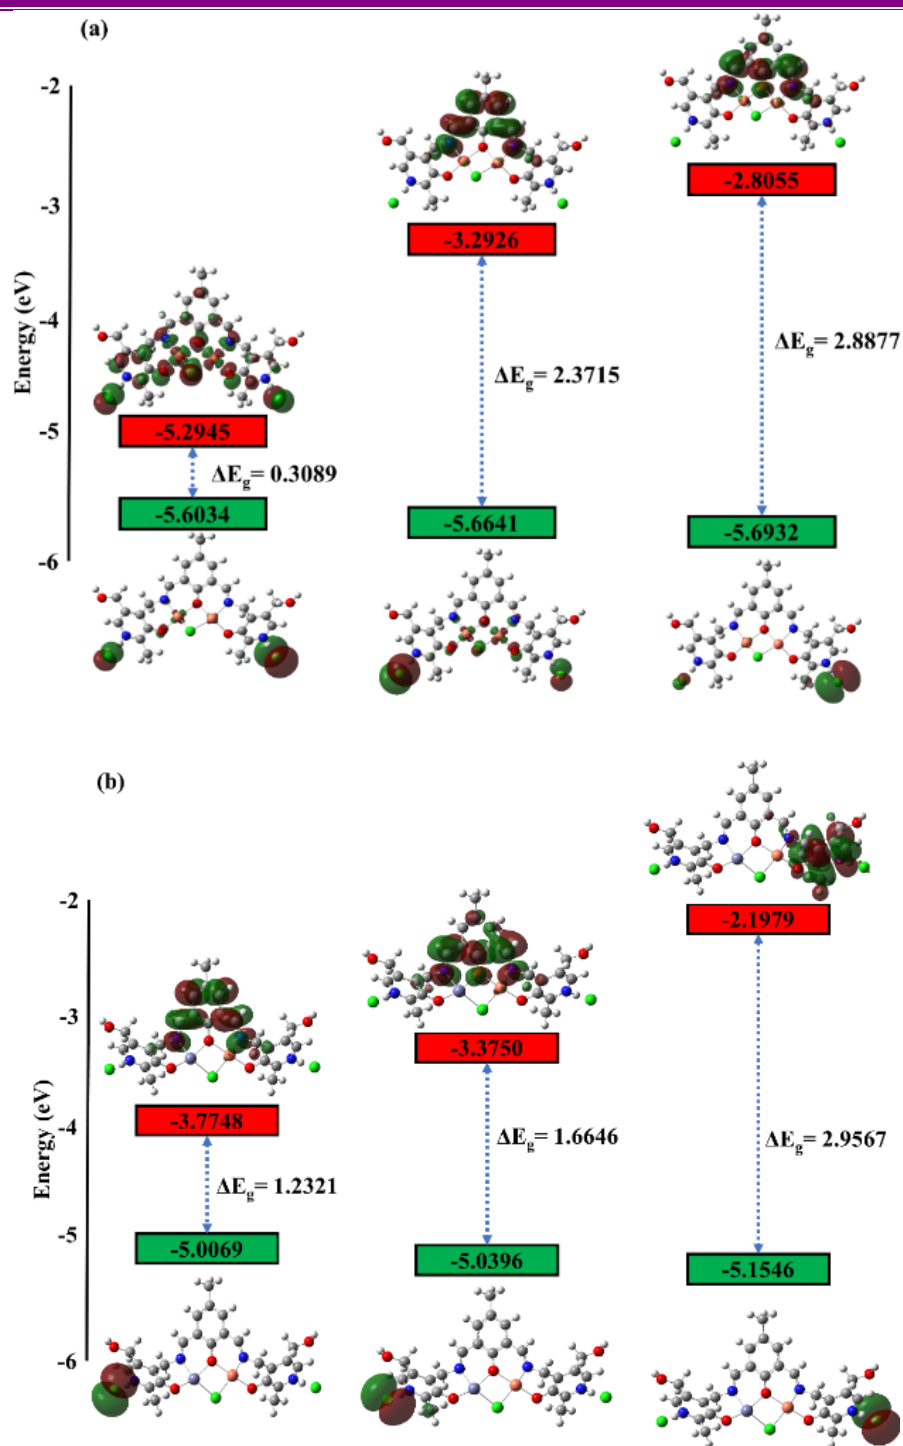 (a)
Energy (eV)
-2
-3
-4
-5
-6
-5.2945
ΔEg= 0.3089
-5.6034
-3.2926
ΔEg= 2.3715
-5.6641
-2.8055
ΔEg= 2.8877
-5.6932
(b)
Energy (eV)
-2
-3
-4
-5
-6
-3.7748
ΔEg= 1.2321
-5.0069
-3.3750
ΔEg= 1.6646
-5.0396
-2.1979
ΔEg= 2.9567
-5.1546